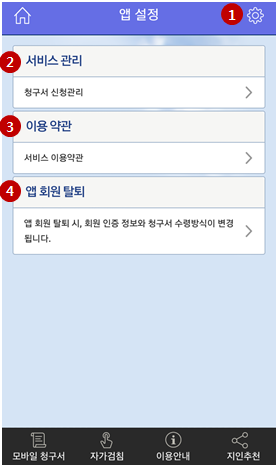 앱 설정
1
2 서비스 관리
청구서 신청관리
3 이용 약관
서비스 이용약관
4 앱 회원 탈퇴
앱 회원 탈퇴 시, 회원 인증 정보와 청구서 수령방식이 변경
됩니다.
모바일 청구서 자가검침 이용안내 지인추천